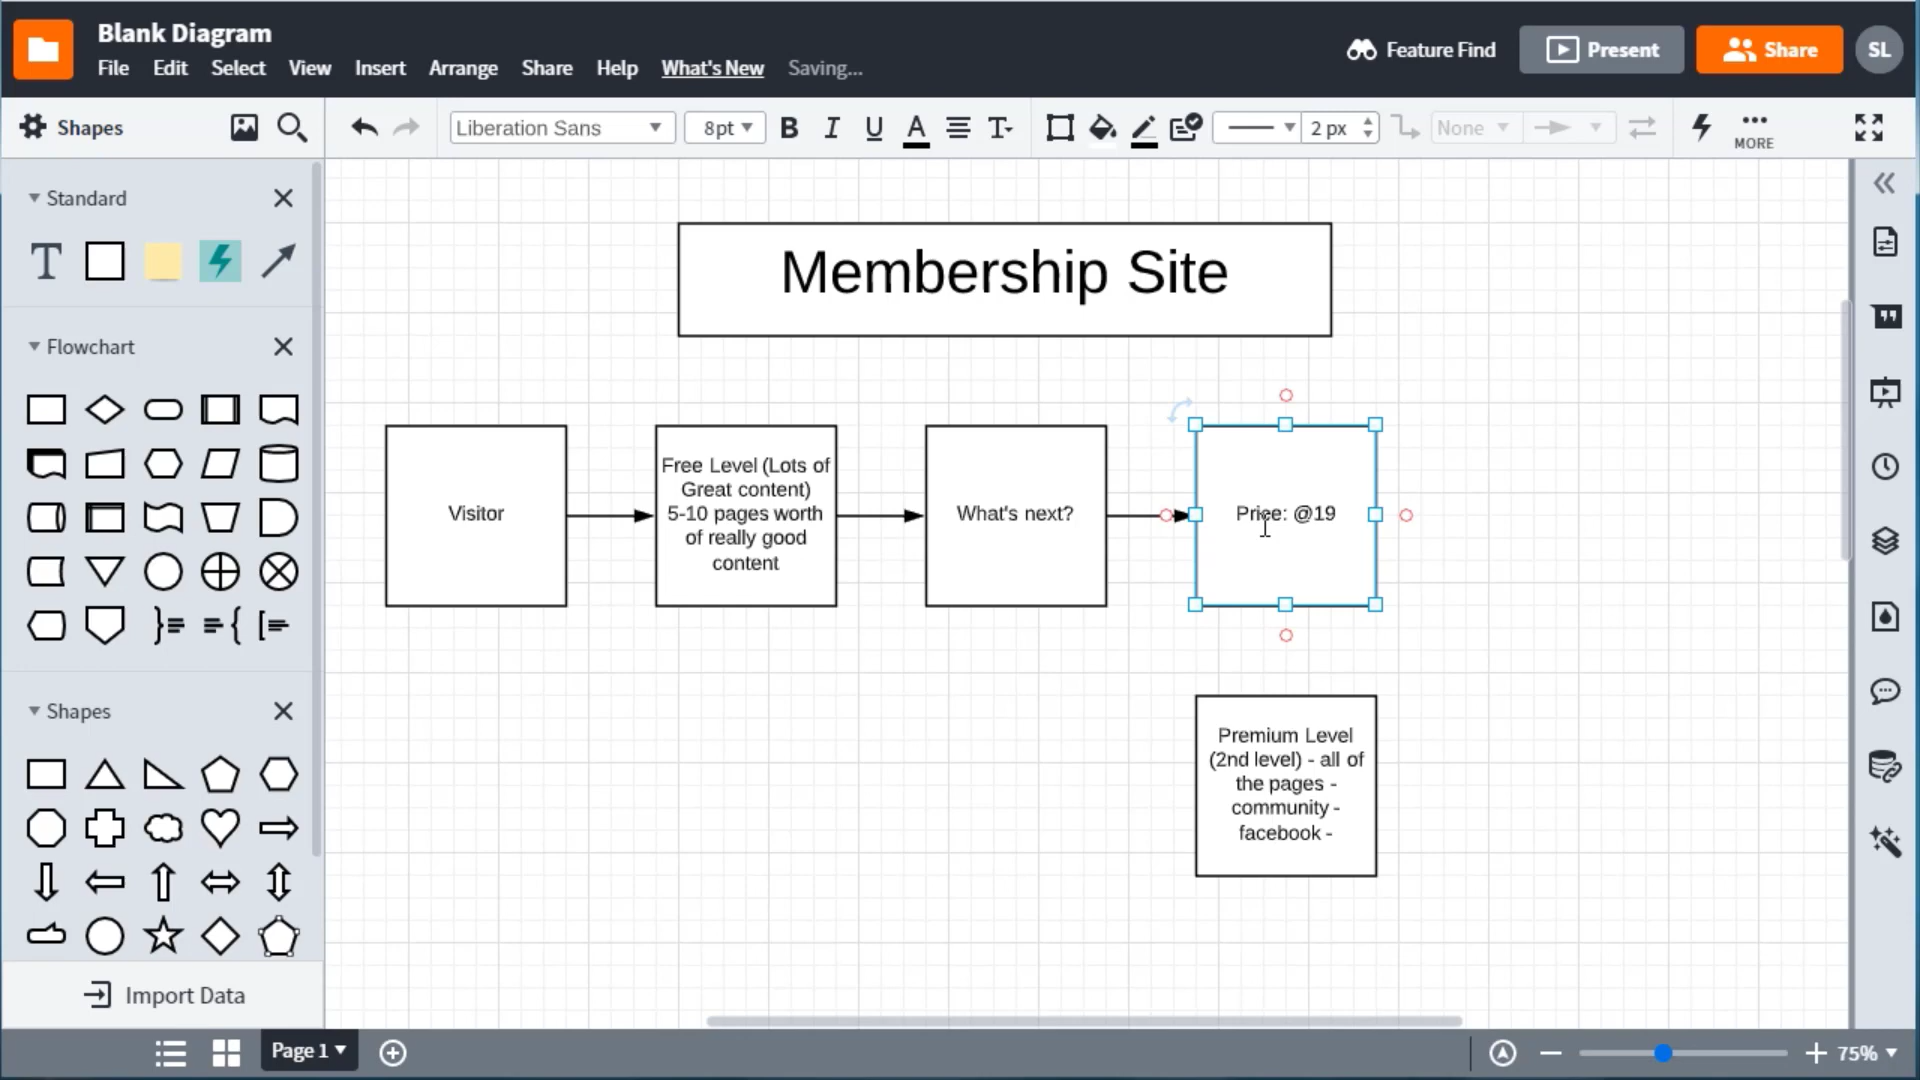 Blank Diagram
File Edit Select View Insert Arrange Share Help What's New Saving...
Feature Find Present Share SL
Shapes
Liberation Sans 8pt B I U A T 2 px None MORE
Standard
T
Flowchart
Shapes
Import Data
Membership Site
Visitor
Free Level (Lots of
Great content)
5-10 pages worth
of really good
content
What's next?
Price: @19
Premium Level
(2nd level) - all of
the pages -
community -
facebook -
Page 1 75%